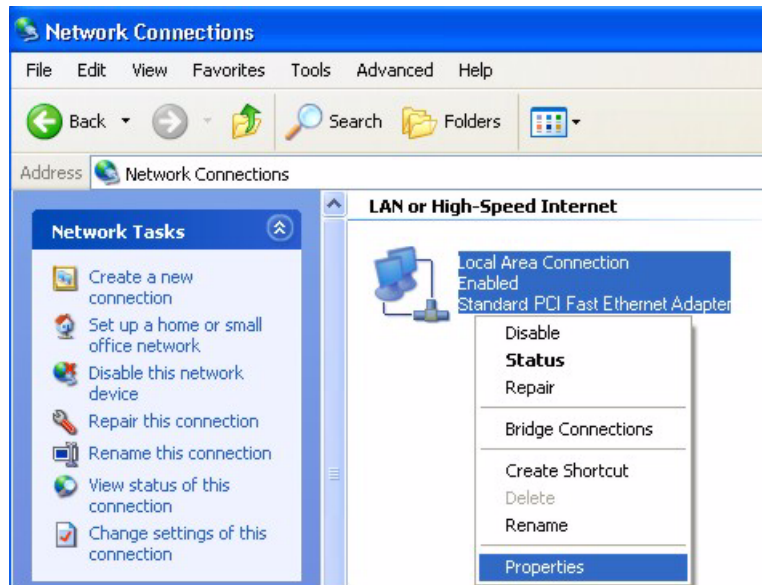 Network Connections
File Edit View Favorites Tools Advanced Help
Back Search Folders
Address Network Connections
Network Tasks
Create a new
connection
Set up a home or small
office network
Disable this network
device
Repair this connection
Rename this connection
View status of this
connection
Change settings of this
connection
LAN or High-Speed Internet
Local Area Connection
Enabled
Standard PCI Fast Ethernet Adapter
Disable
Status
Repair
Bridge Connections
Create Shortcut
Delete
Rename
Properties